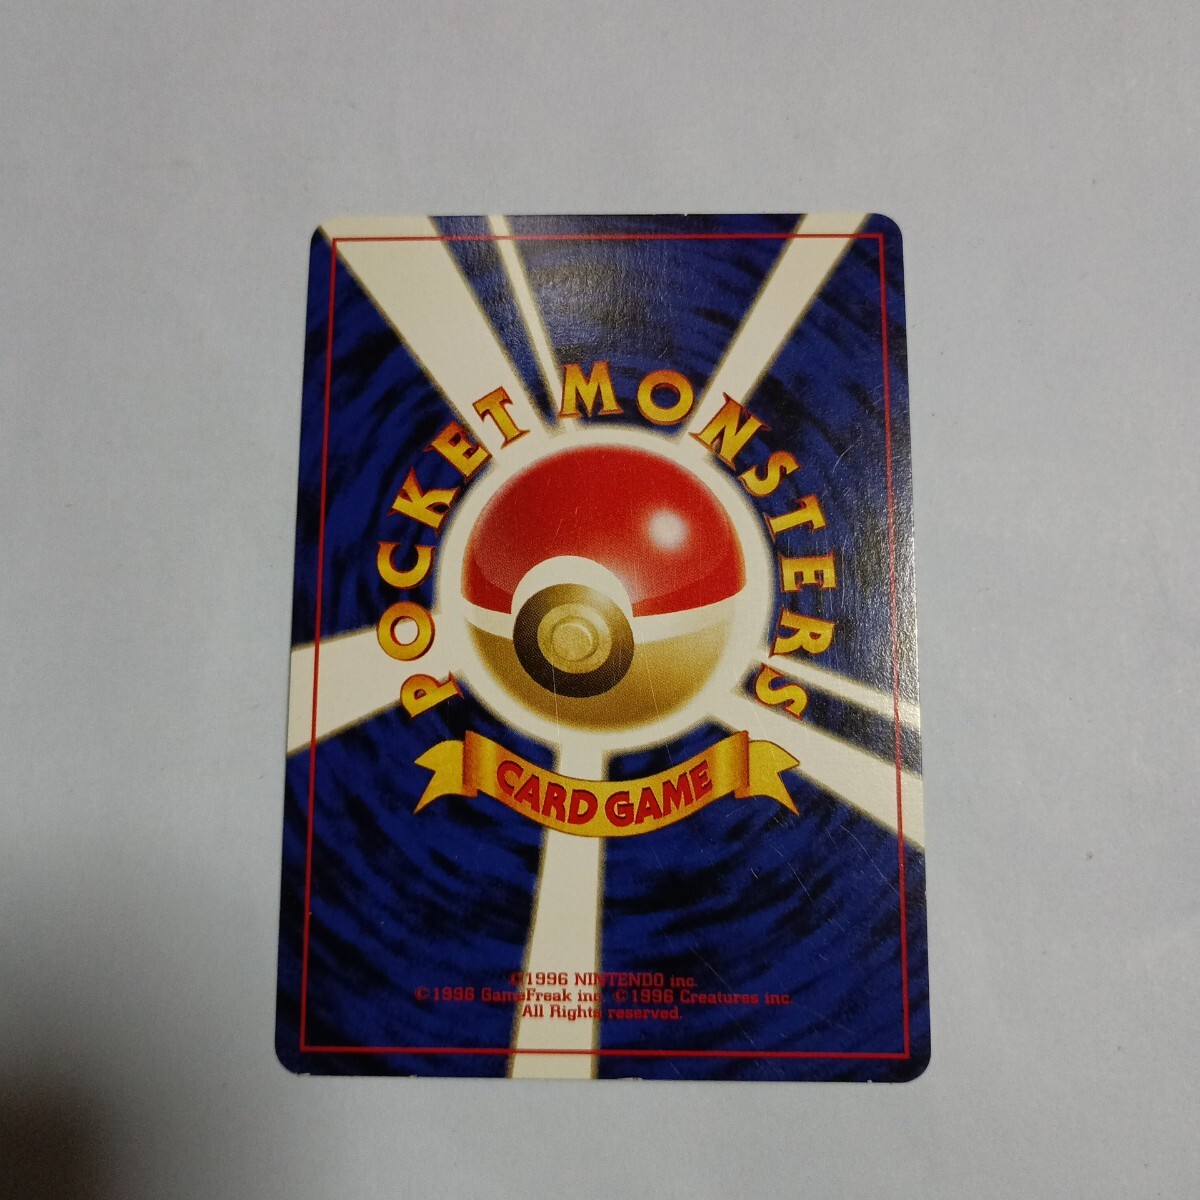 POCKET MONSTERS
CARD GAME
©1996 NINTENDO inc.
©1996 GameFreak inc. ©1996 Creatures inc.
All Rights reserved.